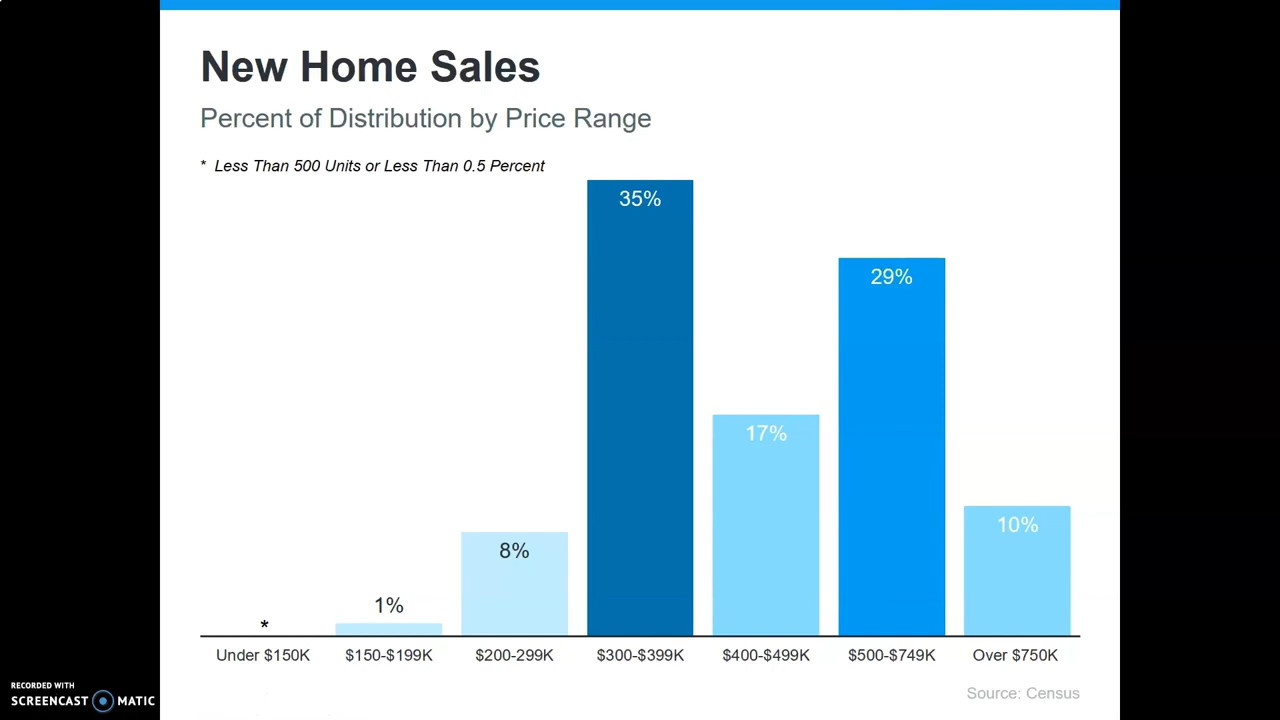 New Home Sales
Percent of Distribution by Price Range
* Less Than 500 Units or Less Than 0.5 Percent
35%
29%
17%
10%
8%
1%
*
Under $150K
$150-$199K
$200-299K
$300-$399K
$400-$499K
$500-$749K
Over $750K
Source: Census
RECORDED WITH
SCREENCAST MATIC